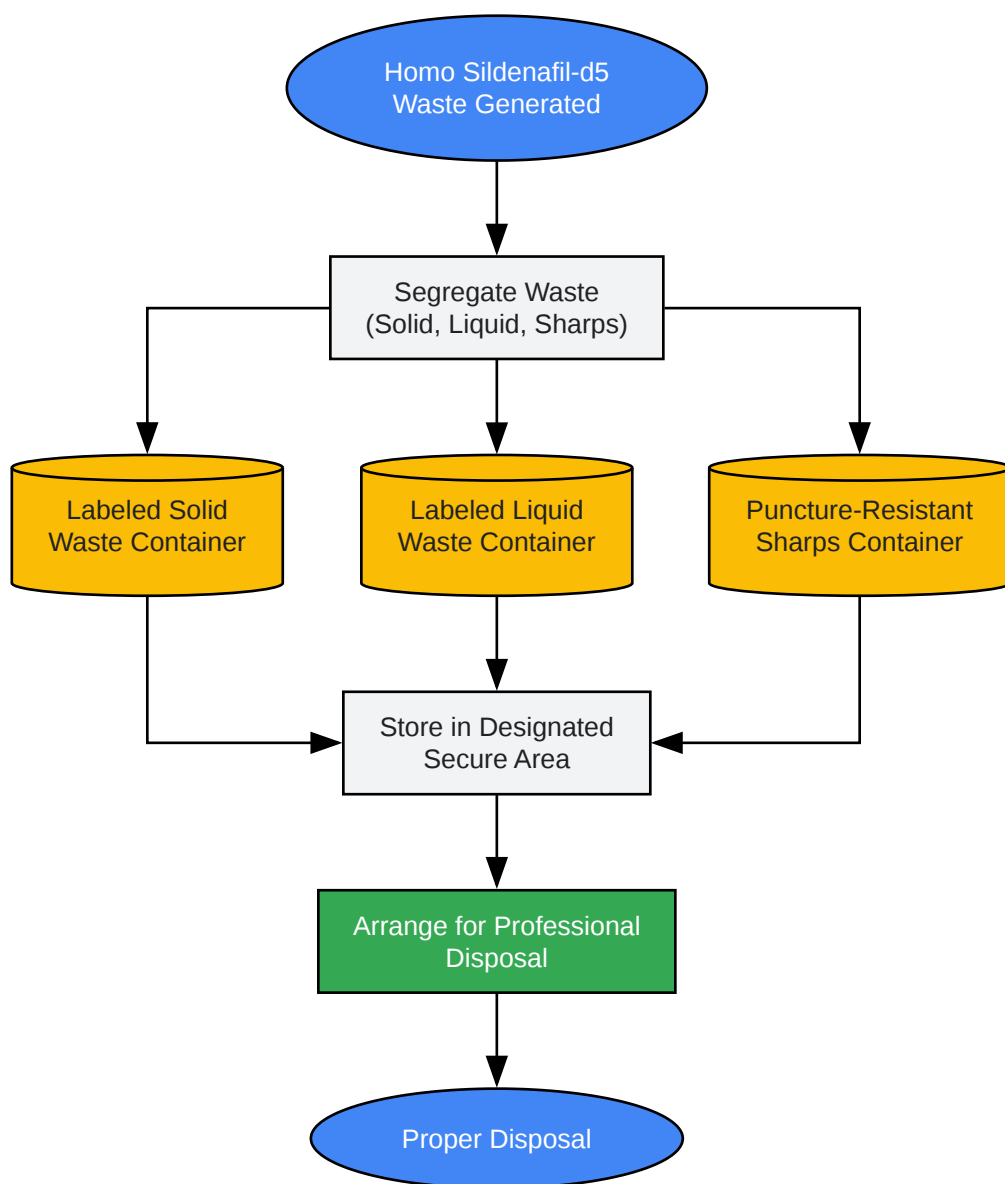 Homo Sildenafil-d5
Waste Generated
Segregate Waste
(Solid, Liquid, Sharps)
Labeled Solid
Waste Container
Labeled Liquid
Waste Container
Puncture-Resistant
Sharps Container
Store in Designated
Secure Area
Arrange for Professional
Disposal
Proper Disposal